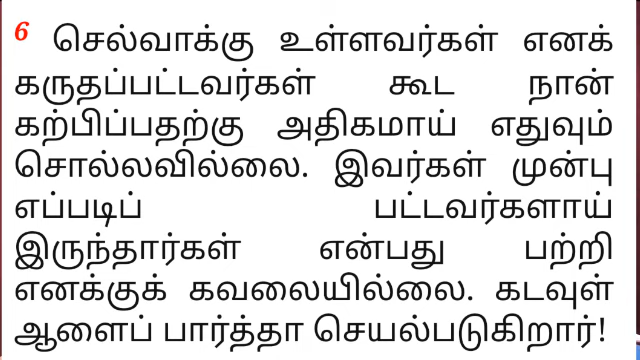 6 செல்வாக்கு உள்ளவர்கள் எனக்
கருதப்பட்டவர்கள் கூட நான்
கற்பிப்பதற்கு அதிகமாய் எதுவும்
சொல்லவில்லை. இவர்கள் முன்பு
எப்படிப் பட்டவர்களாய்
இருந்தார்கள் என்பது பற்றி
எனக்குக் கவலையில்லை. கடவுள்
ஆளைப் பார்த்தா செயல்படுகிறார்!